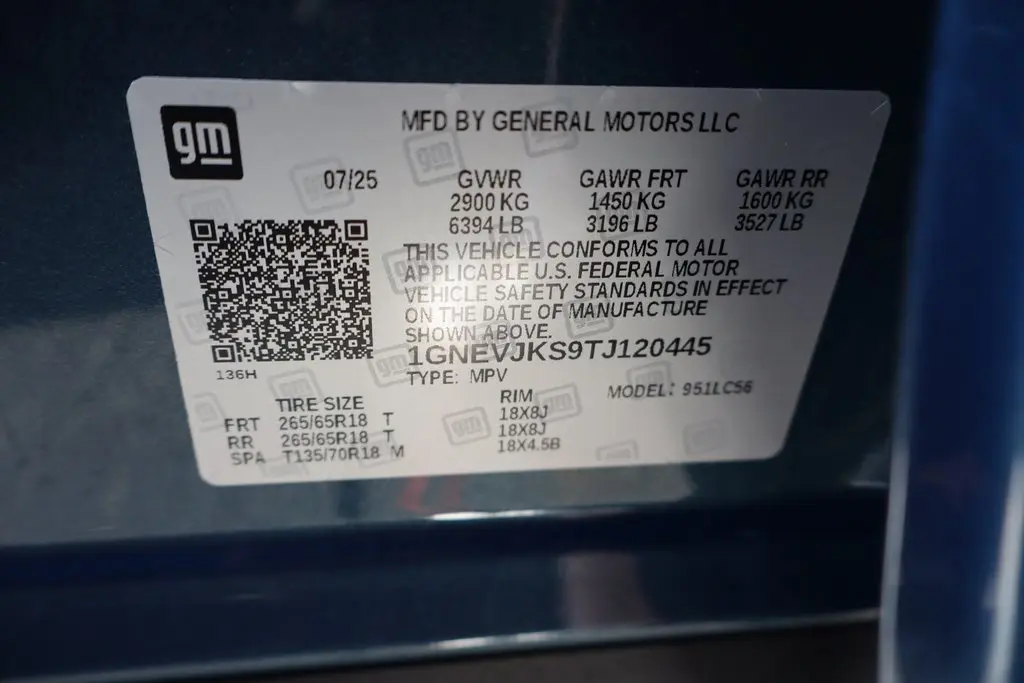 gm
MFD BY GENERAL MOTORS LLC
07/25 GVWR GAWR FRT GAWR RR
2900 KG 1450 KG 1600 KG
6394 LB 3196 LB 3527 LB
THIS VEHICLE CONFORMS TO ALL
APPLICABLE U.S. FEDERAL MOTOR
VEHICLE SAFETY STANDARDS IN EFFECT
ON THE DATE OF MANUFACTURE
SHOWN ABOVE.
1GNEVJKS9TJ120445
136H
TYPE: MPV
MODEL: 951LC56
TIRE SIZE RIM
FRT 265/65R18 T 18X8J
RR 265/65R18 T 18X8J
SPA T135/70R18 M 18X4.5B